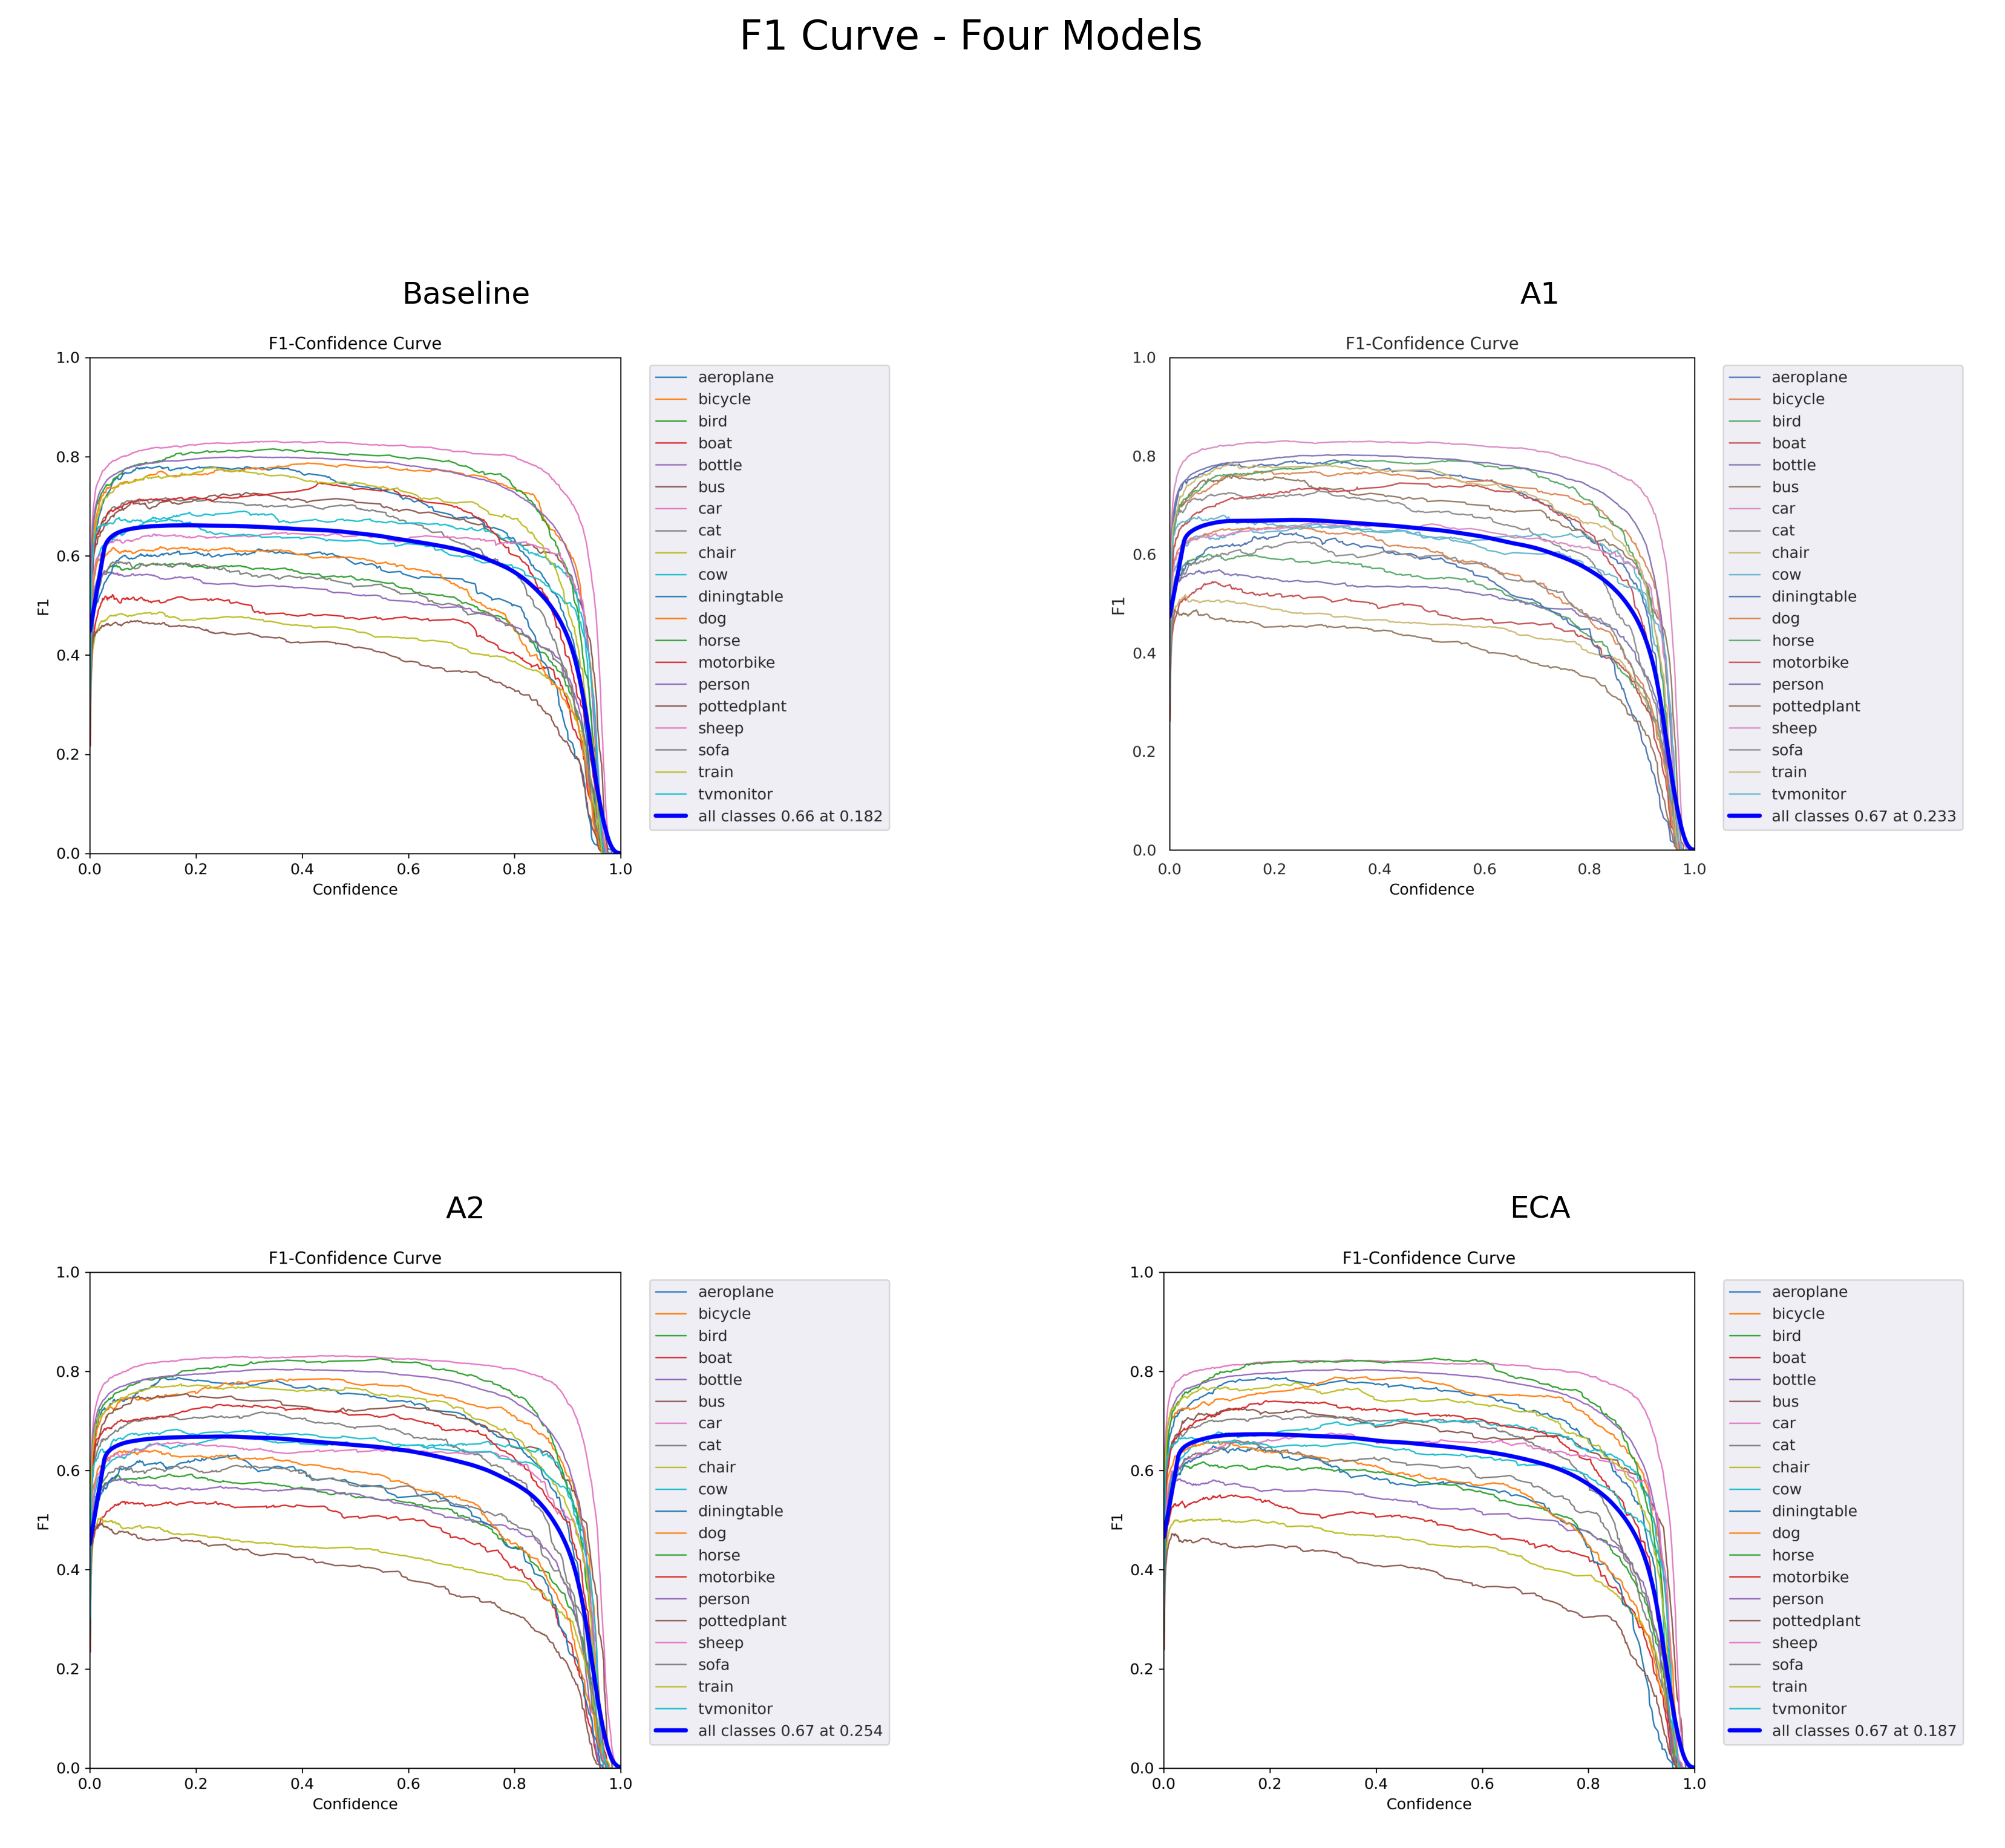 F1 Curve - Four Models
Baseline
F1-Confidence Curve
1.0
0.8
0.6
0.4
0.2
0.0
F1
0.0 0.2 0.4 0.6 0.8 1.0
Confidence
aeroplane
bicycle
bird
boat
bottle
bus
car
cat
chair
cow
diningtable
dog
horse
motorbike
person
pottedplant
sheep
sofa
train
tvmonitor
all classes 0.66 at 0.182
A1
F1-Confidence Curve
1.0
0.8
0.6
0.4
0.2
0.0
F1
0.0 0.2 0.4 0.6 0.8 1.0
Confidence
aeroplane
bicycle
bird
boat
bottle
bus
car
cat
chair
cow
diningtable
dog
horse
motorbike
person
pottedplant
sheep
sofa
train
tvmonitor
all classes 0.67 at 0.233
A2
F1-Confidence Curve
1.0
0.8
0.6
0.4
0.2
0.0
F1
0.0 0.2 0.4 0.6 0.8 1.0
Confidence
aeroplane
bicycle
bird
boat
bottle
bus
car
cat
chair
cow
diningtable
dog
horse
motorbike
person
pottedplant
sheep
sofa
train
tvmonitor
all classes 0.67 at 0.254
ECA
F1-Confidence Curve
1.0
0.8
0.6
0.4
0.2
0.0
F1
0.0 0.2 0.4 0.6 0.8 1.0
Confidence
aeroplane
bicycle
bird
boat
bottle
bus
car
cat
chair
cow
diningtable
dog
horse
motorbike
person
pottedplant
sheep
sofa
train
tvmonitor
all classes 0.67 at 0.187